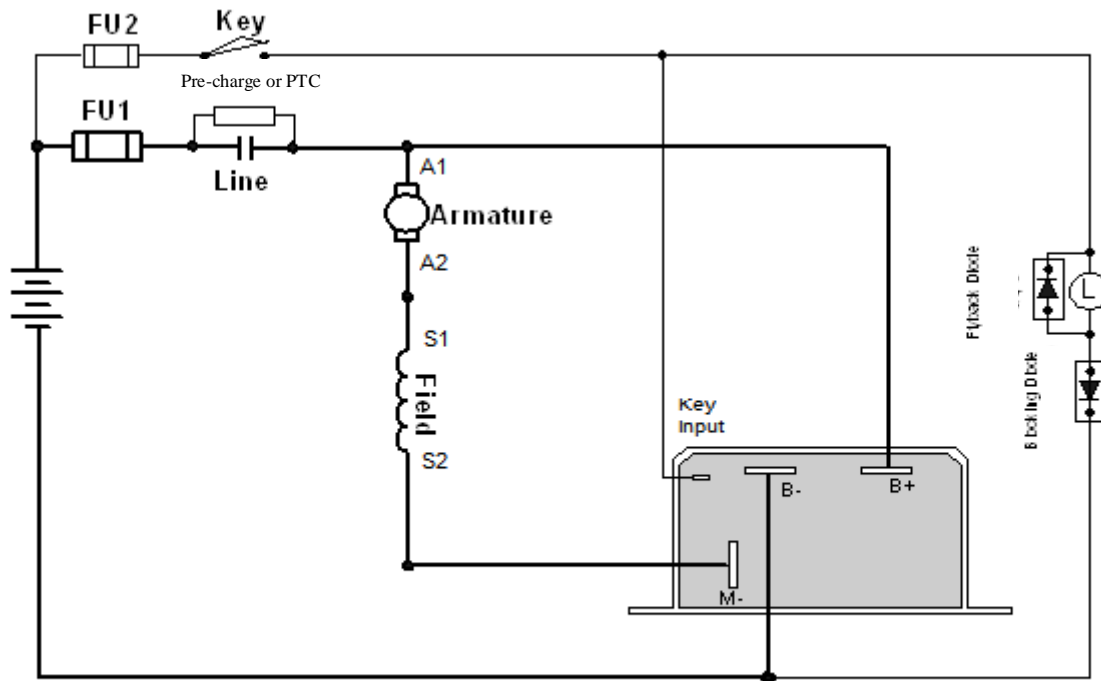 FU2
Key
Pre-charge or PTC
FU1
Line
A1
Armature
A2
S1
Field
S2
Key
Input
B-
B+
M-
Flyback Diode
L
Blocking Diode